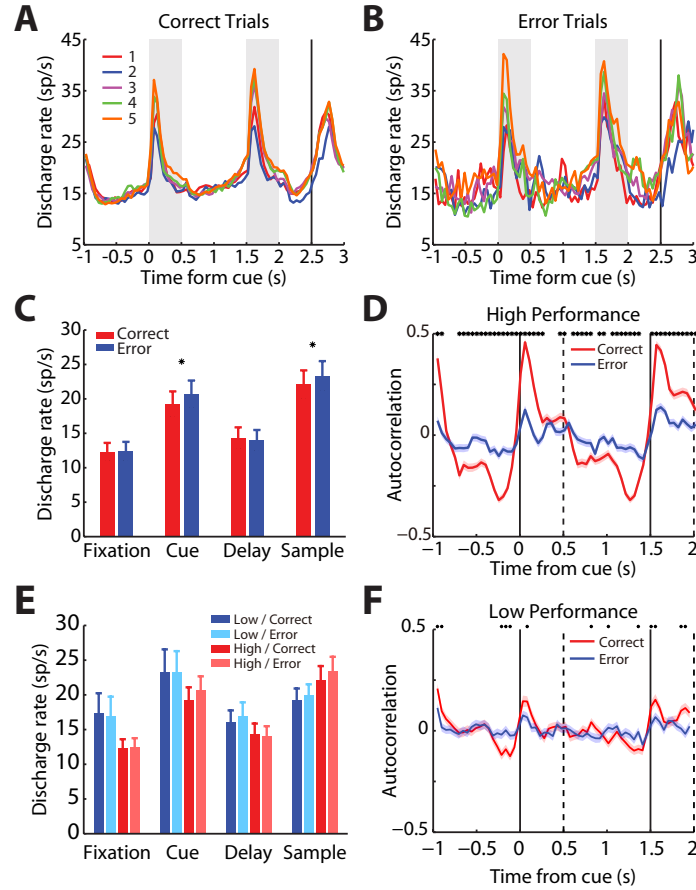 A
Correct Trials
Discharge rate (sp/s)
45
35
25
15
5
1
2
3
4
5
-1 -0.5 0 0.5 1 1.5 2 2.5 3
Time form cue (s)
B
Error Trials
Discharge rate (sp/s)
45
35
25
15
5
-1 -0.5 0 0.5 1 1.5 2 2.5 3
Time form cue (s)
C
Discharge rate (sp/s)
30
25
20
15
10
5
0
Correct
Error
*
*
Fixation Cue Delay Sample
D
High Performance
Autocorrelation
0.5
0
−0.5
Correct
Error
−1 −0.5 0 0.5 1 1.5 2
Time from cue (s)
E
Discharge rate (sp/s)
30
25
20
15
10
5
0
Low / Correct
Low / Error
High / Correct
High / Error
Fixation Cue Delay Sample
F
Low Performance
Autocorrelation
0.5
0
−0.5
Correct
Error
−1 −0.5 0 0.5 1 1.5 2
Time from cue (s)